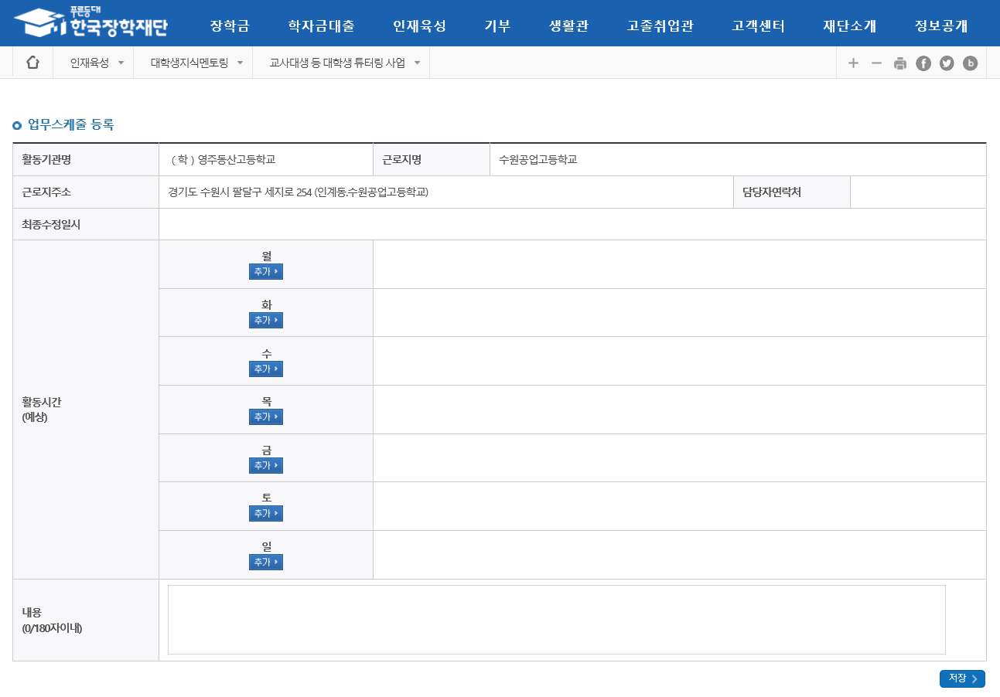 푸른등대
한국장학재단
장학금 학자금대출 인재육성 기부 생활관 고졸취업관 고객센터 재단소개 정보공개
인재육성 대학생지식멘토링 교사대생 등 대학생 튜터링 사업
업무스케줄 등록
활동기관명 ( 학 ) 영주동산고등학교 근로지명 수원공업고등학교
근로지주소 경기도 수원시 팔달구 세지로 254 (인계동,수원공업고등학교) 담당자연락처
최종수정일시
활동시간
(예상)
월
추가
화
추가
수
추가
목
추가
금
추가
토
추가
일
추가
내용
(0/180자이내)
저장